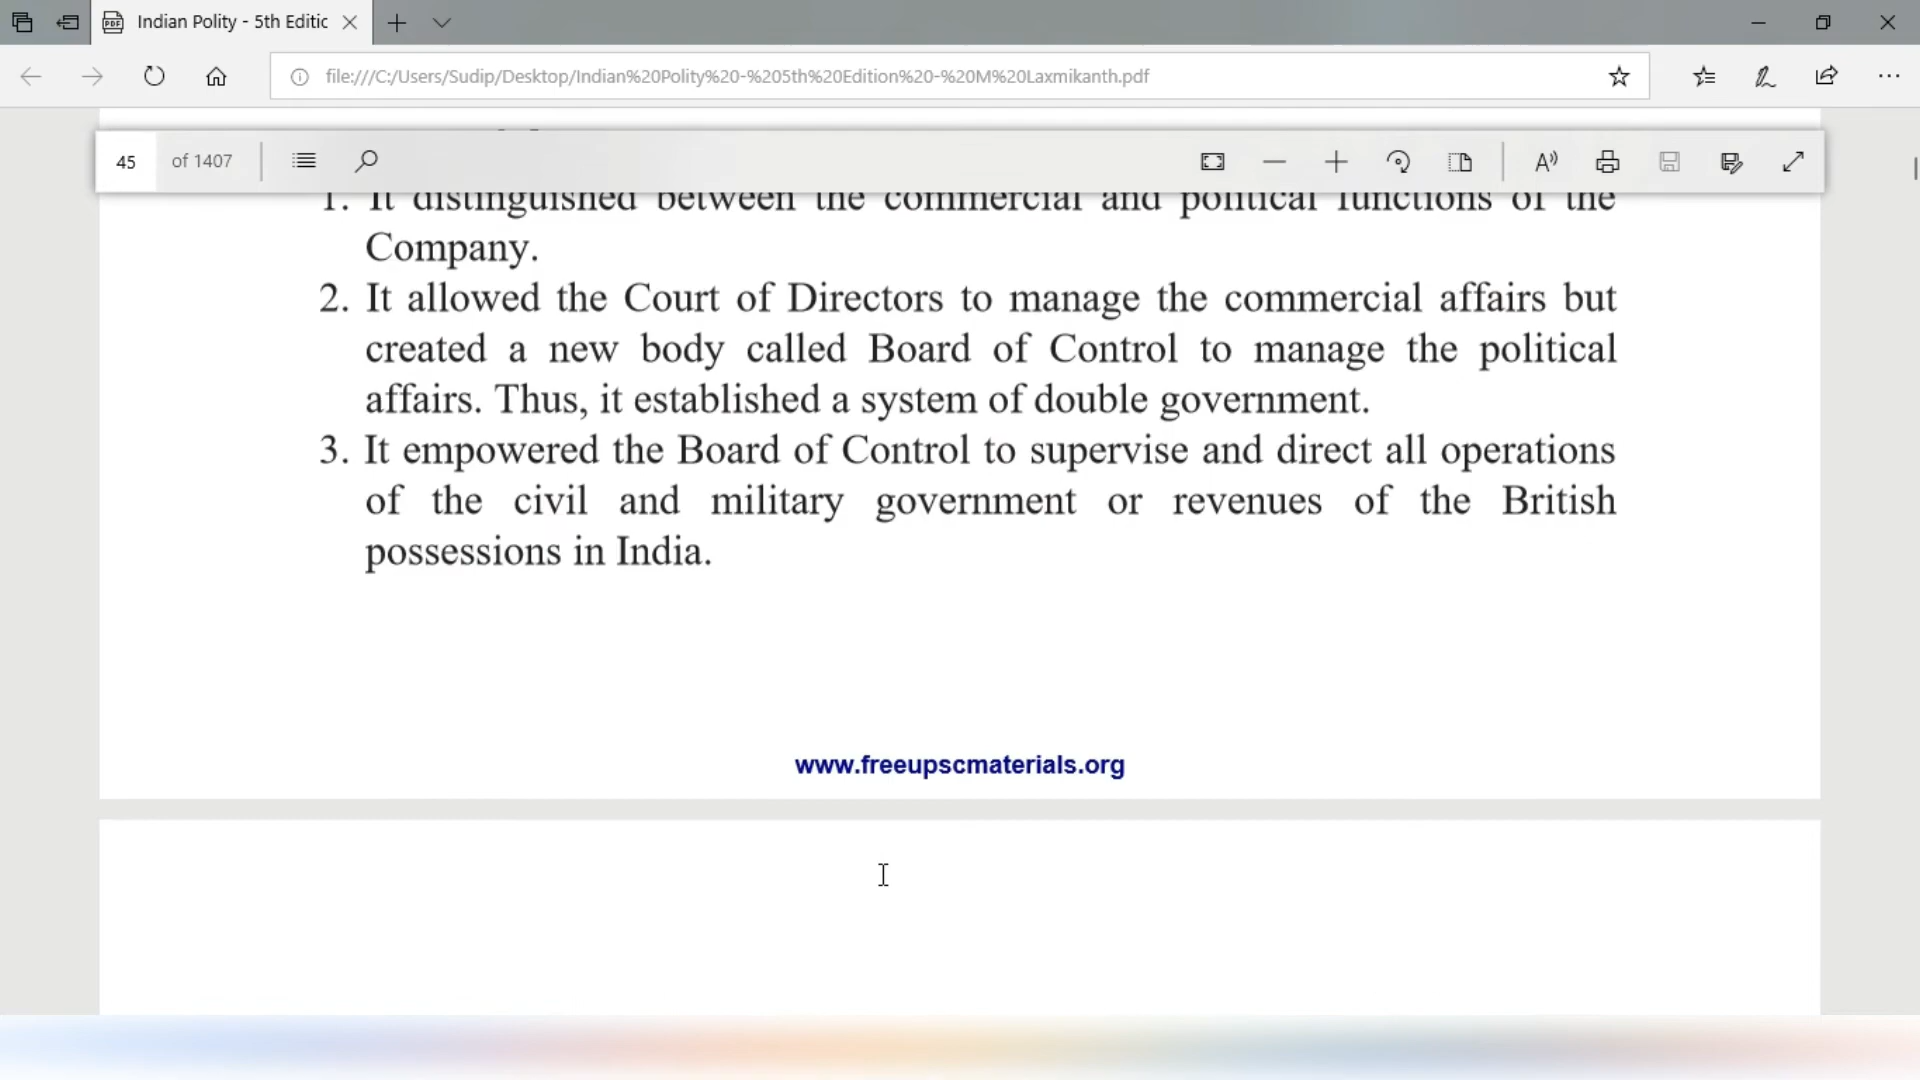 Indian Polity - 5th Editic
file:///C:/Users/Sudip/Desktop/Indian%20Polity%20-%205th%20Edition%20-%20M%20Laxmikanth.pdf
45 of 1407
1. It distinguished between the commercial and political functions of the
Company.
2. It allowed the Court of Directors to manage the commercial affairs but
created a new body called Board of Control to manage the political
affairs. Thus, it established a system of double government.
3. It empowered the Board of Control to supervise and direct all operations
of the civil and military government or revenues of the British
possessions in India.
www.freeupscmaterials.org